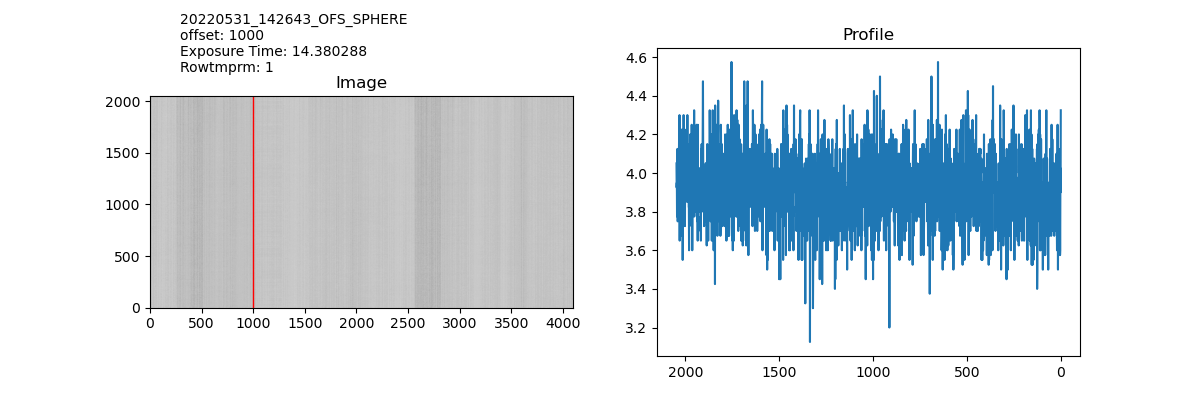 20220531_142643_OFS_SPHERE
offset: 1000
Exposure Time: 14.380288
Rowtmprm: 1
Image
2000
1500
1000
500
0
0 500 1000 1500 2000 2500 3000 3500 4000
Profile
4.6
4.4
4.2
4.0
3.8
3.6
3.4
3.2
2000 1500 1000 500 0